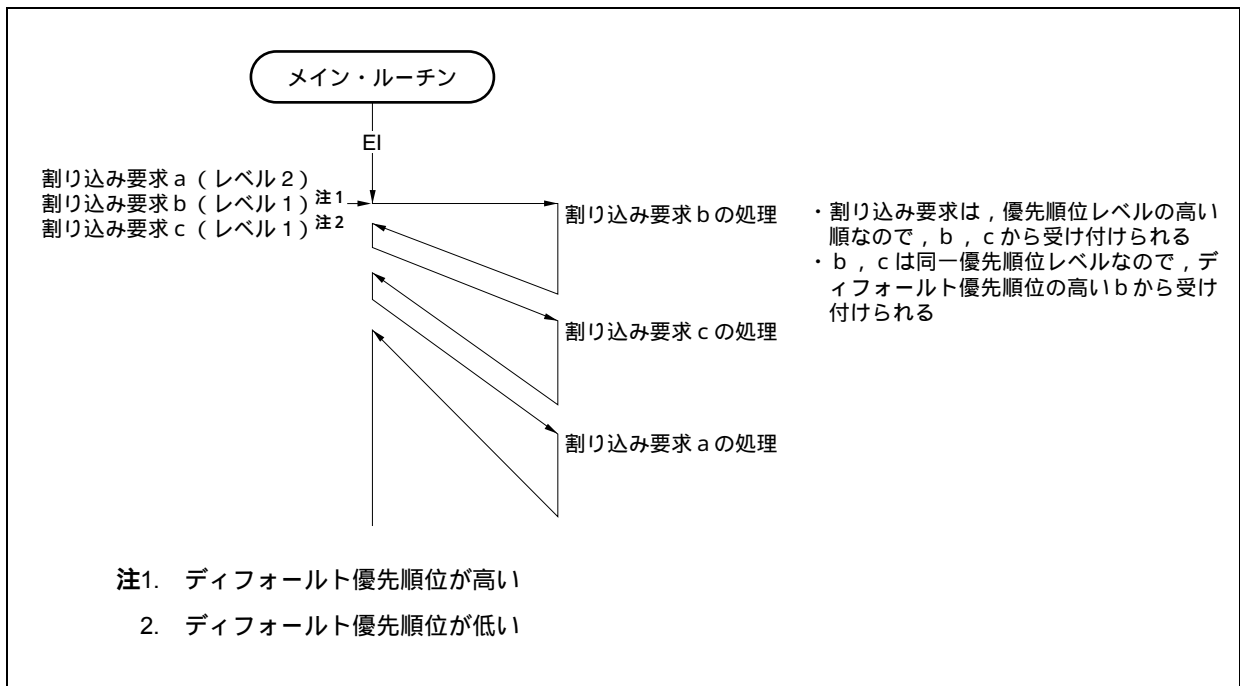 メイン・ルーチン
EI
割り込み要求a（レベル2）
割り込み要求b（レベル1）注1
割り込み要求c（レベル1）注2
割り込み要求bの処理
・割り込み要求は，優先順位レベルの高い
順なので，b，cから受け付けられる
・b，cは同一優先順位レベルなので，デ
ィフォールト優先順位の高いbから受け
付けられる
割り込み要求cの処理
割り込み要求aの処理
注1. ディフォールト優先順位が高い
2. ディフォールト優先順位が低い